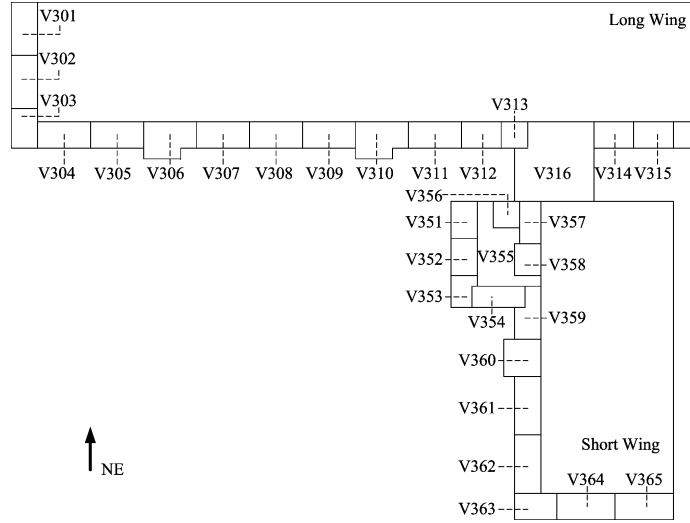 V301
Long Wing
V302
V303
V313
V304 V305 V306 V307 V308 V309 V310 V311 V312 V316 V314 V315
V356
V351
V357
V352
V355
V358
V353
V354
V359
V360
V361
Short Wing
V362
V364 V365
NE
V363